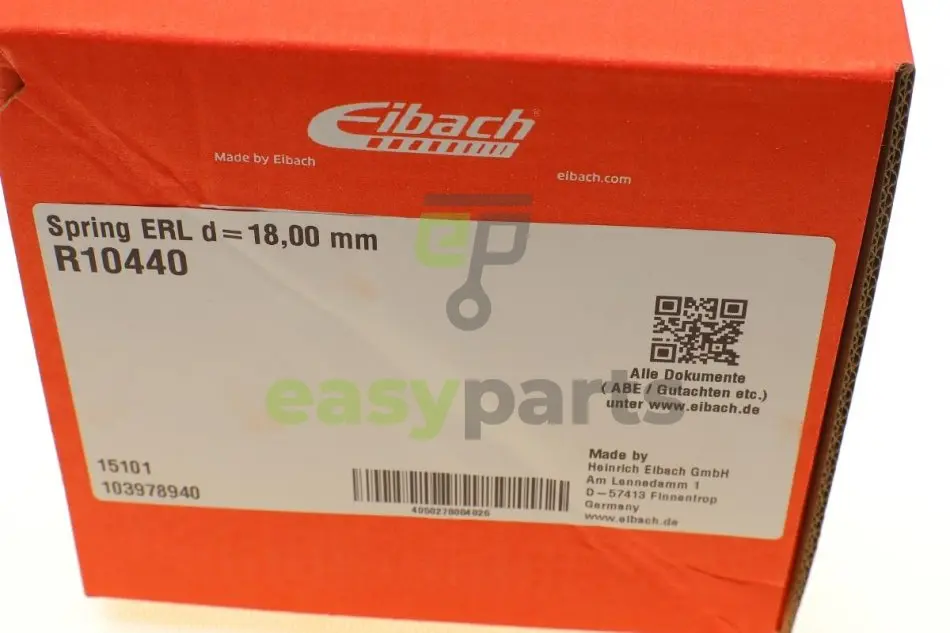 Eibach
Made by Eibach
eibach.com
Spring ERL d=18,00 mm
R10440
Alle Dokumente
( ABE / Gutachten etc.)
unter www.eibach.de
easyparts
15101
103978940
Made by
Heinrich Eibach GmbH
Am Lennedamm 1
D-57413 Finnentrop
Germany
www.eibach.de